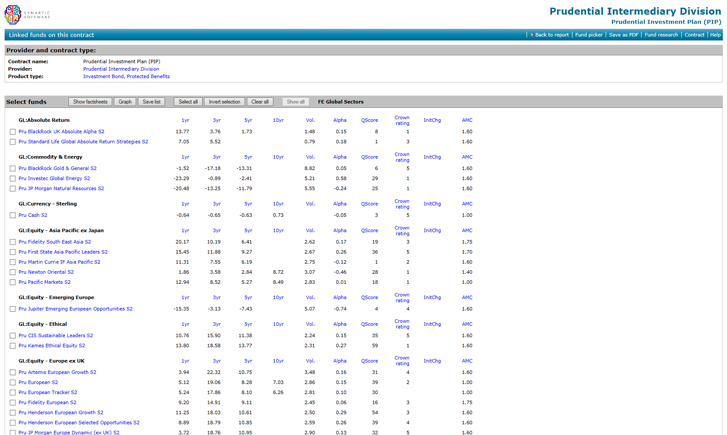 SYNAPTIC
SOFTWARE
Prudential Intermediary Division
Prudential Investment Plan (PIP)
Linked funds on this contract
Back to report | Fund picker | Save as PDF | Fund research | Contract | Help
Provider and contract type:
Contract name: Prudential Investment Plan (PIP)
Provider: Prudential Intermediary Division
Product type: Investment Bond, Protected Benefits
Select funds Show factsheets Graph Save list Select all Invert selection Clear all Show all FE Global Sectors
GL:Absolute Return 1yr 3yr 5yr 10yr Vol. Alpha QScore Crown rating InitChg AMC
Pru BlackRock UK Absolute Alpha S2 13.77 3.76 1.73 1.48 0.15 8 1 1.60
Pru Standard Life Global Absolute Return Strategies S2 7.05 5.52 0.79 0.18 1 3 1.60
GL:Commodity & Energy 1yr 3yr 5yr 10yr Vol. Alpha QScore Crown rating InitChg AMC
Pru BlackRock Gold & General S2 -1.52 -17.18 -13.31 8.82 0.05 6 5 1.60
Pru Investec Global Energy S2 -23.29 -0.89 -2.41 5.21 0.58 29 1 1.60
Pru JP Morgan Natural Resources S2 -20.48 -13.25 -11.79 5.55 -0.24 25 1 1.60
GL:Currency - Sterling 1yr 3yr 5yr 10yr Vol. Alpha QScore Crown rating InitChg AMC
Pru Cash S2 -0.64 -0.65 -0.63 0.73 -0.05 3 5 1.00
GL:Equity - Asia Pacific ex Japan 1yr 3yr 5yr 10yr Vol. Alpha QScore Crown rating InitChg AMC
Pru Fidelity South East Asia S2 20.17 10.19 6.41 2.62 0.17 19 3 1.75
Pru First State Asia Pacific Leaders S2 15.45 11.88 9.27 2.67 0.26 36 5 1.70
Pru Martin Currie IF Asia Pacific S2 11.31 7.55 6.19 2.75 -0.12 1 2 1.60
Pru Newton Oriental S2 1.86 3.58 2.84 8.72 3.07 -0.46 28 1 1.40
Pru Pacific Markets S2 12.94 8.52 5.27 8.49 2.83 0.01 18 1 1.00
GL:Equity - Emerging Europe 1yr 3yr 5yr 10yr Vol. Alpha QScore Crown rating InitChg AMC
Pru Jupiter Emerging European Opportunities S2 -15.35 -3.13 -7.43 5.07 -0.74 4 4 1.60
GL:Equity - Ethical 1yr 3yr 5yr 10yr Vol. Alpha QScore Crown rating InitChg AMC
Pru CIS Sustainable Leaders S2 10.76 15.90 11.38 2.24 0.15 35 5 1.60
Pru Kames Ethical Equity S2 13.80 18.58 13.77 2.31 0.27 59 1 1.60
GL:Equity - Europe ex UK 1yr 3yr 5yr 10yr Vol. Alpha QScore Crown rating InitChg AMC
Pru Artemis European Growth S2 3.94 22.32 10.75 3.48 0.16 31 4 1.60
Pru European S2 5.12 19.06 8.28 7.03 2.86 0.15 39 2 1.00
Pru European Tracker S2 5.24 17.86 8.10 6.26 2.81 0.10 30 1.00
Pru Fidelity European S2 9.20 14.91 9.11 2.45 0.06 16 3 1.75
Pru Henderson European Growth S2 11.25 18.03 10.61 2.50 0.29 54 3 1.60
Pru Henderson European Selected Opportunities S2 8.89 18.79 10.85 2.59 0.26 39 4 1.60
Pru JP Morgan Europe Dynamic (ex UK) S2 3.72 18.76 10.95 2.90 0.13 32 5 1.60